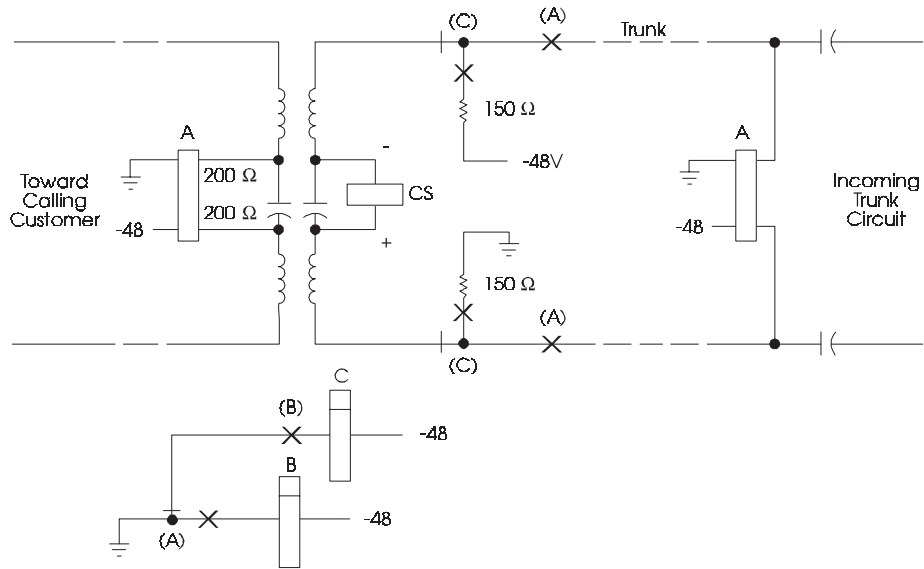 (C)
(A)
Trunk
150 Ω
-48V
A
200 Ω
200 Ω
-48
Toward
Calling
Customer
-
CS
+
A
-48
Incoming
Trunk
Circuit
150 Ω
(A)
(C)
C
(B)
-48
B
-48
(A)